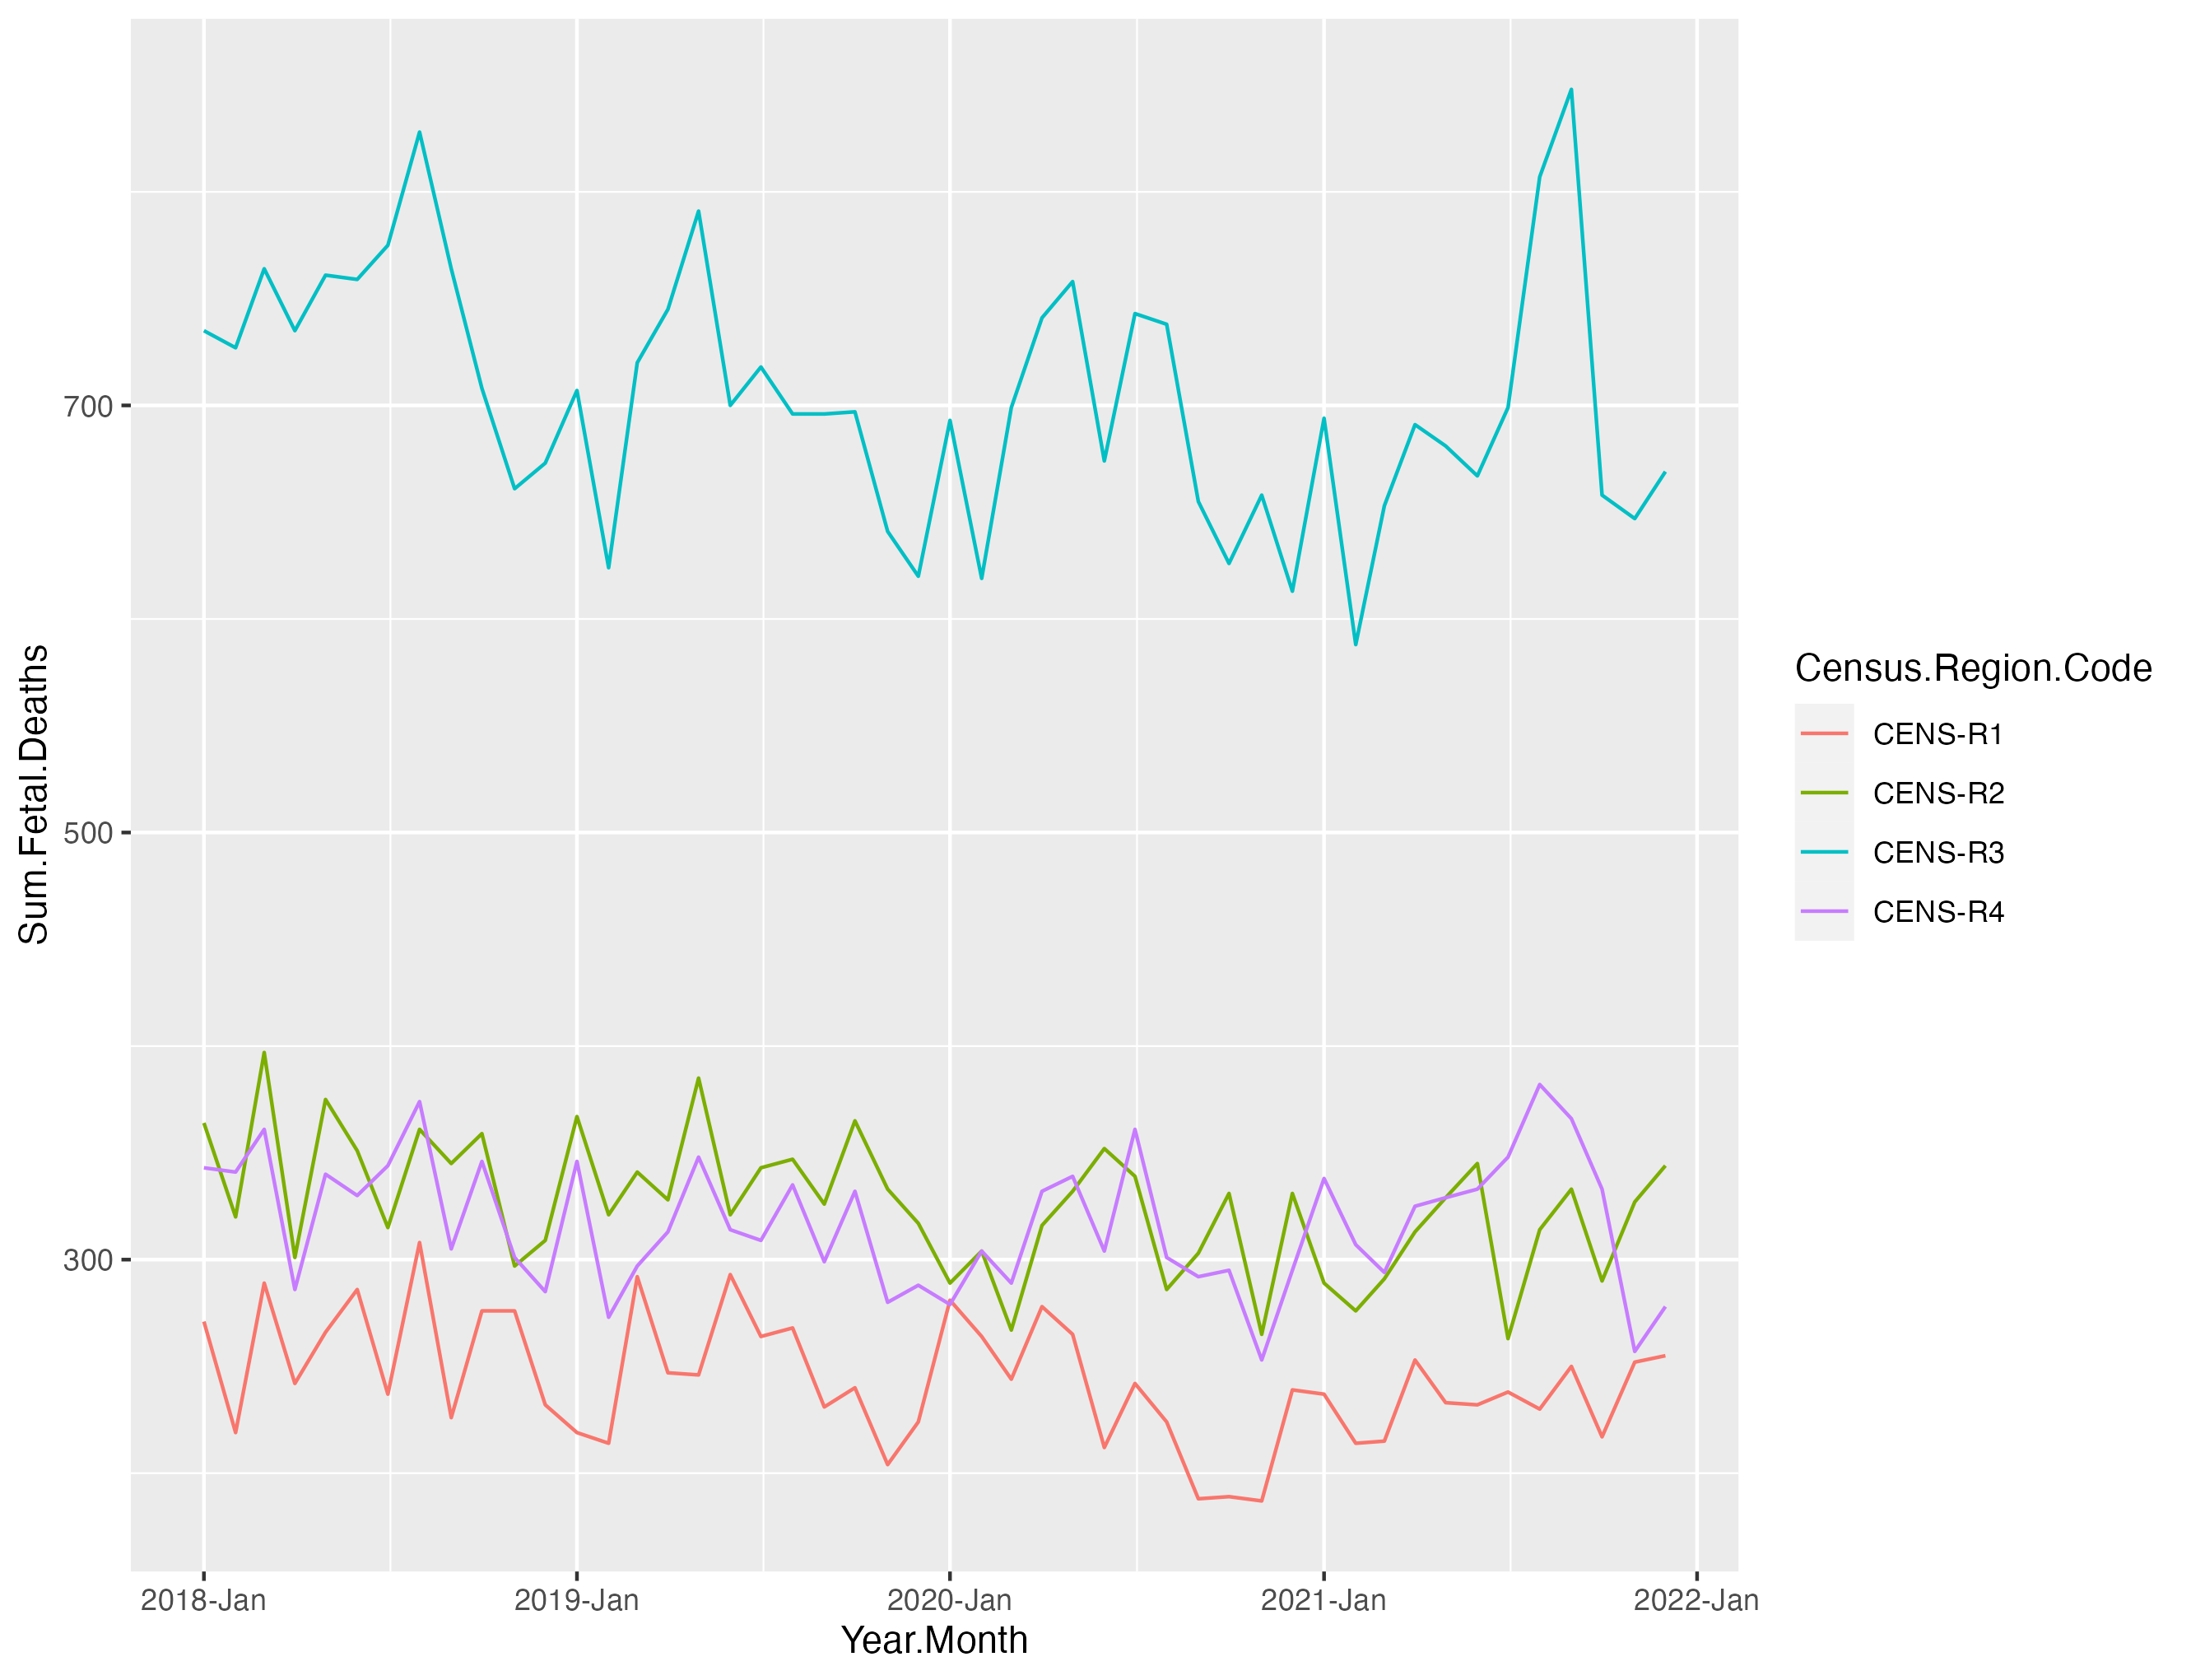 Sum.Fetal.Deaths
700
500
300
2018-Jan 2019-Jan 2020-Jan 2021-Jan 2022-Jan
Year.Month
Census.Region.Code
CENS-R1
CENS-R2
CENS-R3
CENS-R4